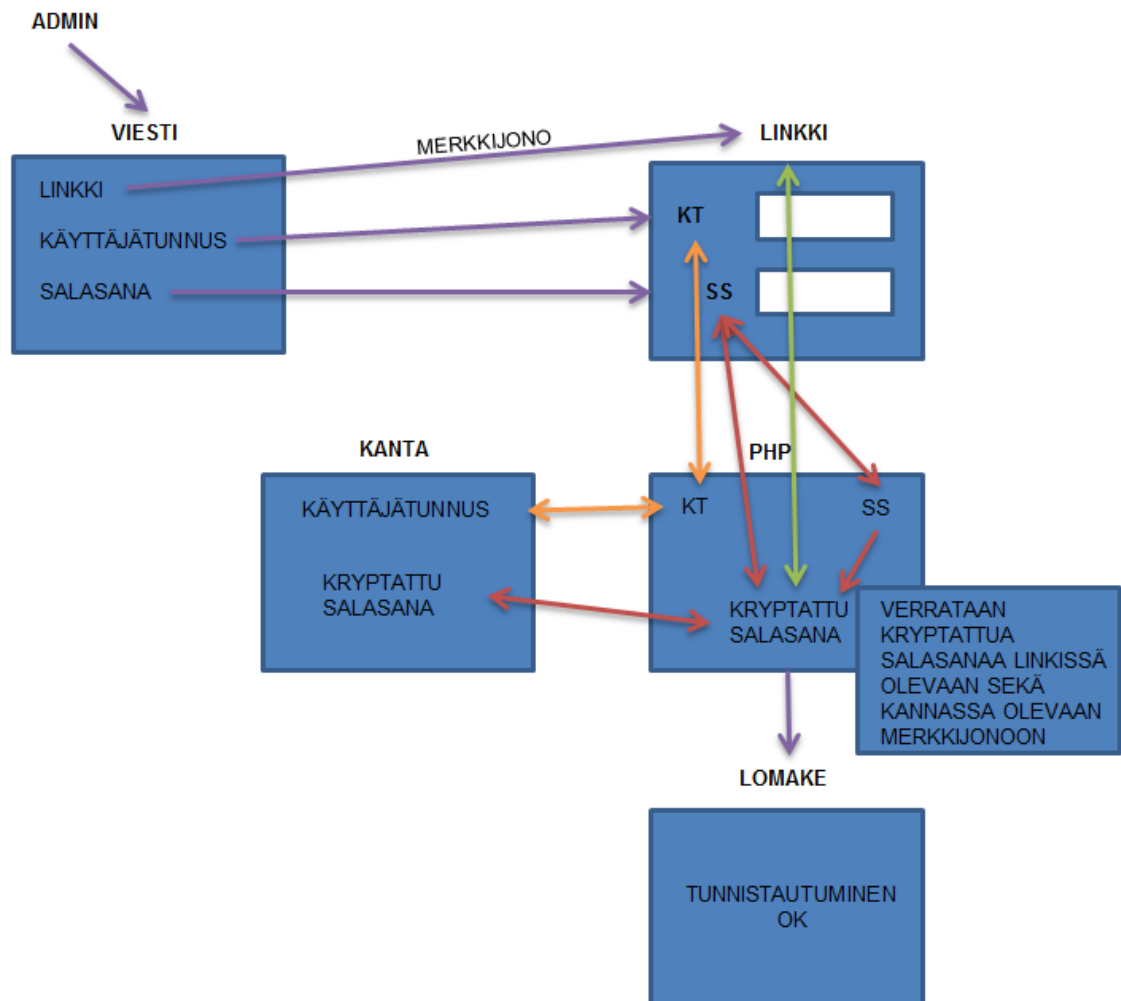 ADMIN
VIESTI
MERKKIJONO
LINKKI
LINKKI
KÄYTTÄJÄTUNNUS
SALASANA
KT
SS
KANTA
PHP
KÄYTTÄJÄTUNNUS
KRYPTATTU
SALASANA
KT
SS
KRYPTATTU
SALASANA
VERRATAAN
KRYPTATTUA
SALASANAA LINKISSÄ
OLEVAAN SEKÄ
KANNASSA OLEVAAN
MERKKIJONOON
LOMAKE
TUNNISTAUTUMINEN
OK